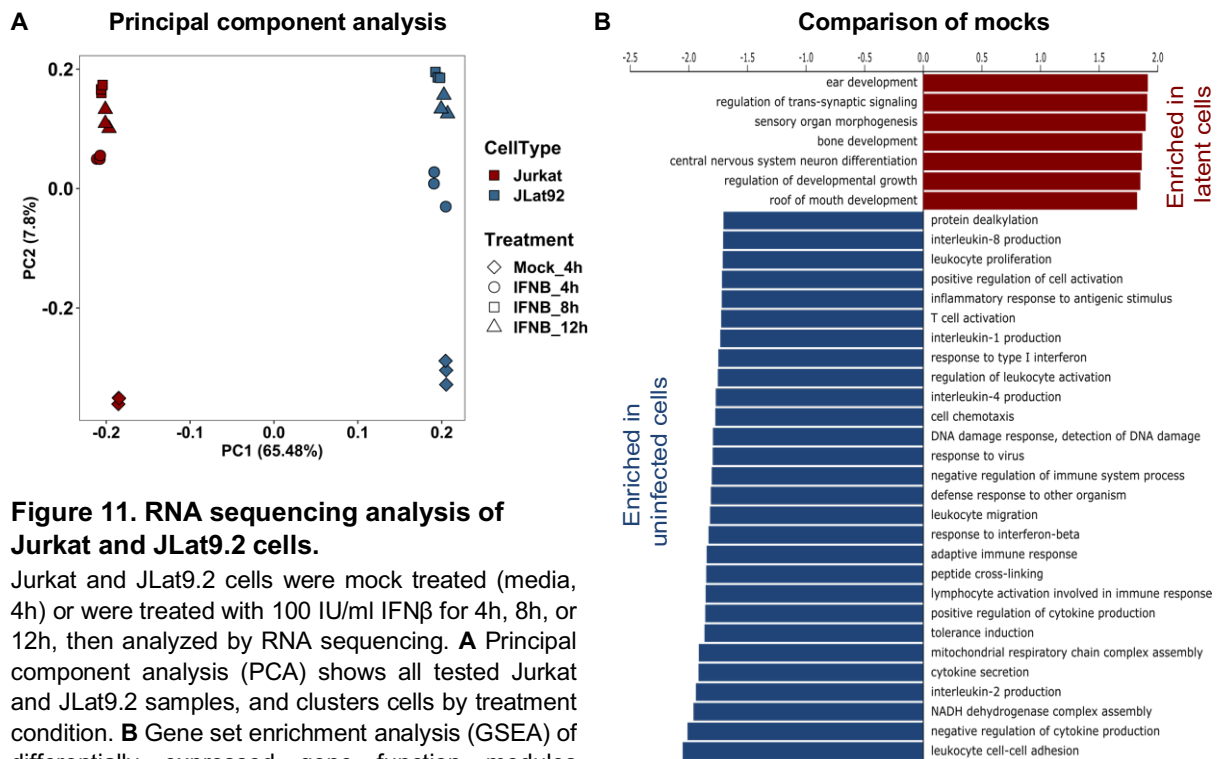 A
Principal component analysis
0.2
0.0
-0.2
PC2 (7.8%)
-0.2
-0.1
0.0
0.1
0.2
PC1 (65.48%)
CellType
Jurkat
JLat92
Treatment
Mock_4h
IFNB_4h
IFNB_8h
IFNB_12h
Figure 11. RNA sequencing analysis of
Jurkat and JLat9.2 cells.
Jurkat and JLat9.2 cells were mock treated (media,
4h) or were treated with 100 IU/ml IFNβ for 4h, 8h, or
12h, then analyzed by RNA sequencing. A Principal
component analysis (PCA) shows all tested Jurkat
and JLat9.2 samples, and clusters cells by treatment
condition. B Gene set enrichment analysis (GSEA) of
differentially expressed gene function modules
B
Comparison of mocks
-2.5 -2.0 -1.5 -1.0 -0.5 0.0 0.5 1.0 1.5 2.0
ear development
regulation of trans-synaptic signaling
sensory organ morphogenesis
bone development
central nervous system neuron differentiation
regulation of developmental growth
roof of mouth development
Enriched in
latent cells
protein dealkylation
interleukin-8 production
leukocyte proliferation
positive regulation of cell activation
inflammatory response to antigenic stimulus
T cell activation
interleukin-1 production
response to type I interferon
regulation of leukocyte activation
interleukin-4 production
cell chemotaxis
DNA damage response, detection of DNA damage
response to virus
negative regulation of immune system process
defense response to other organism
leukocyte migration
response to interferon-beta
adaptive immune response
peptide cross-linking
lymphocyte activation involved in immune response
positive regulation of cytokine production
tolerance induction
mitochondrial respiratory chain complex assembly
cytokine secretion
interleukin-2 production
NADH dehydrogenase complex assembly
negative regulation of cytokine production
leukocyte cell-cell adhesion
Enriched in
uninfected cells